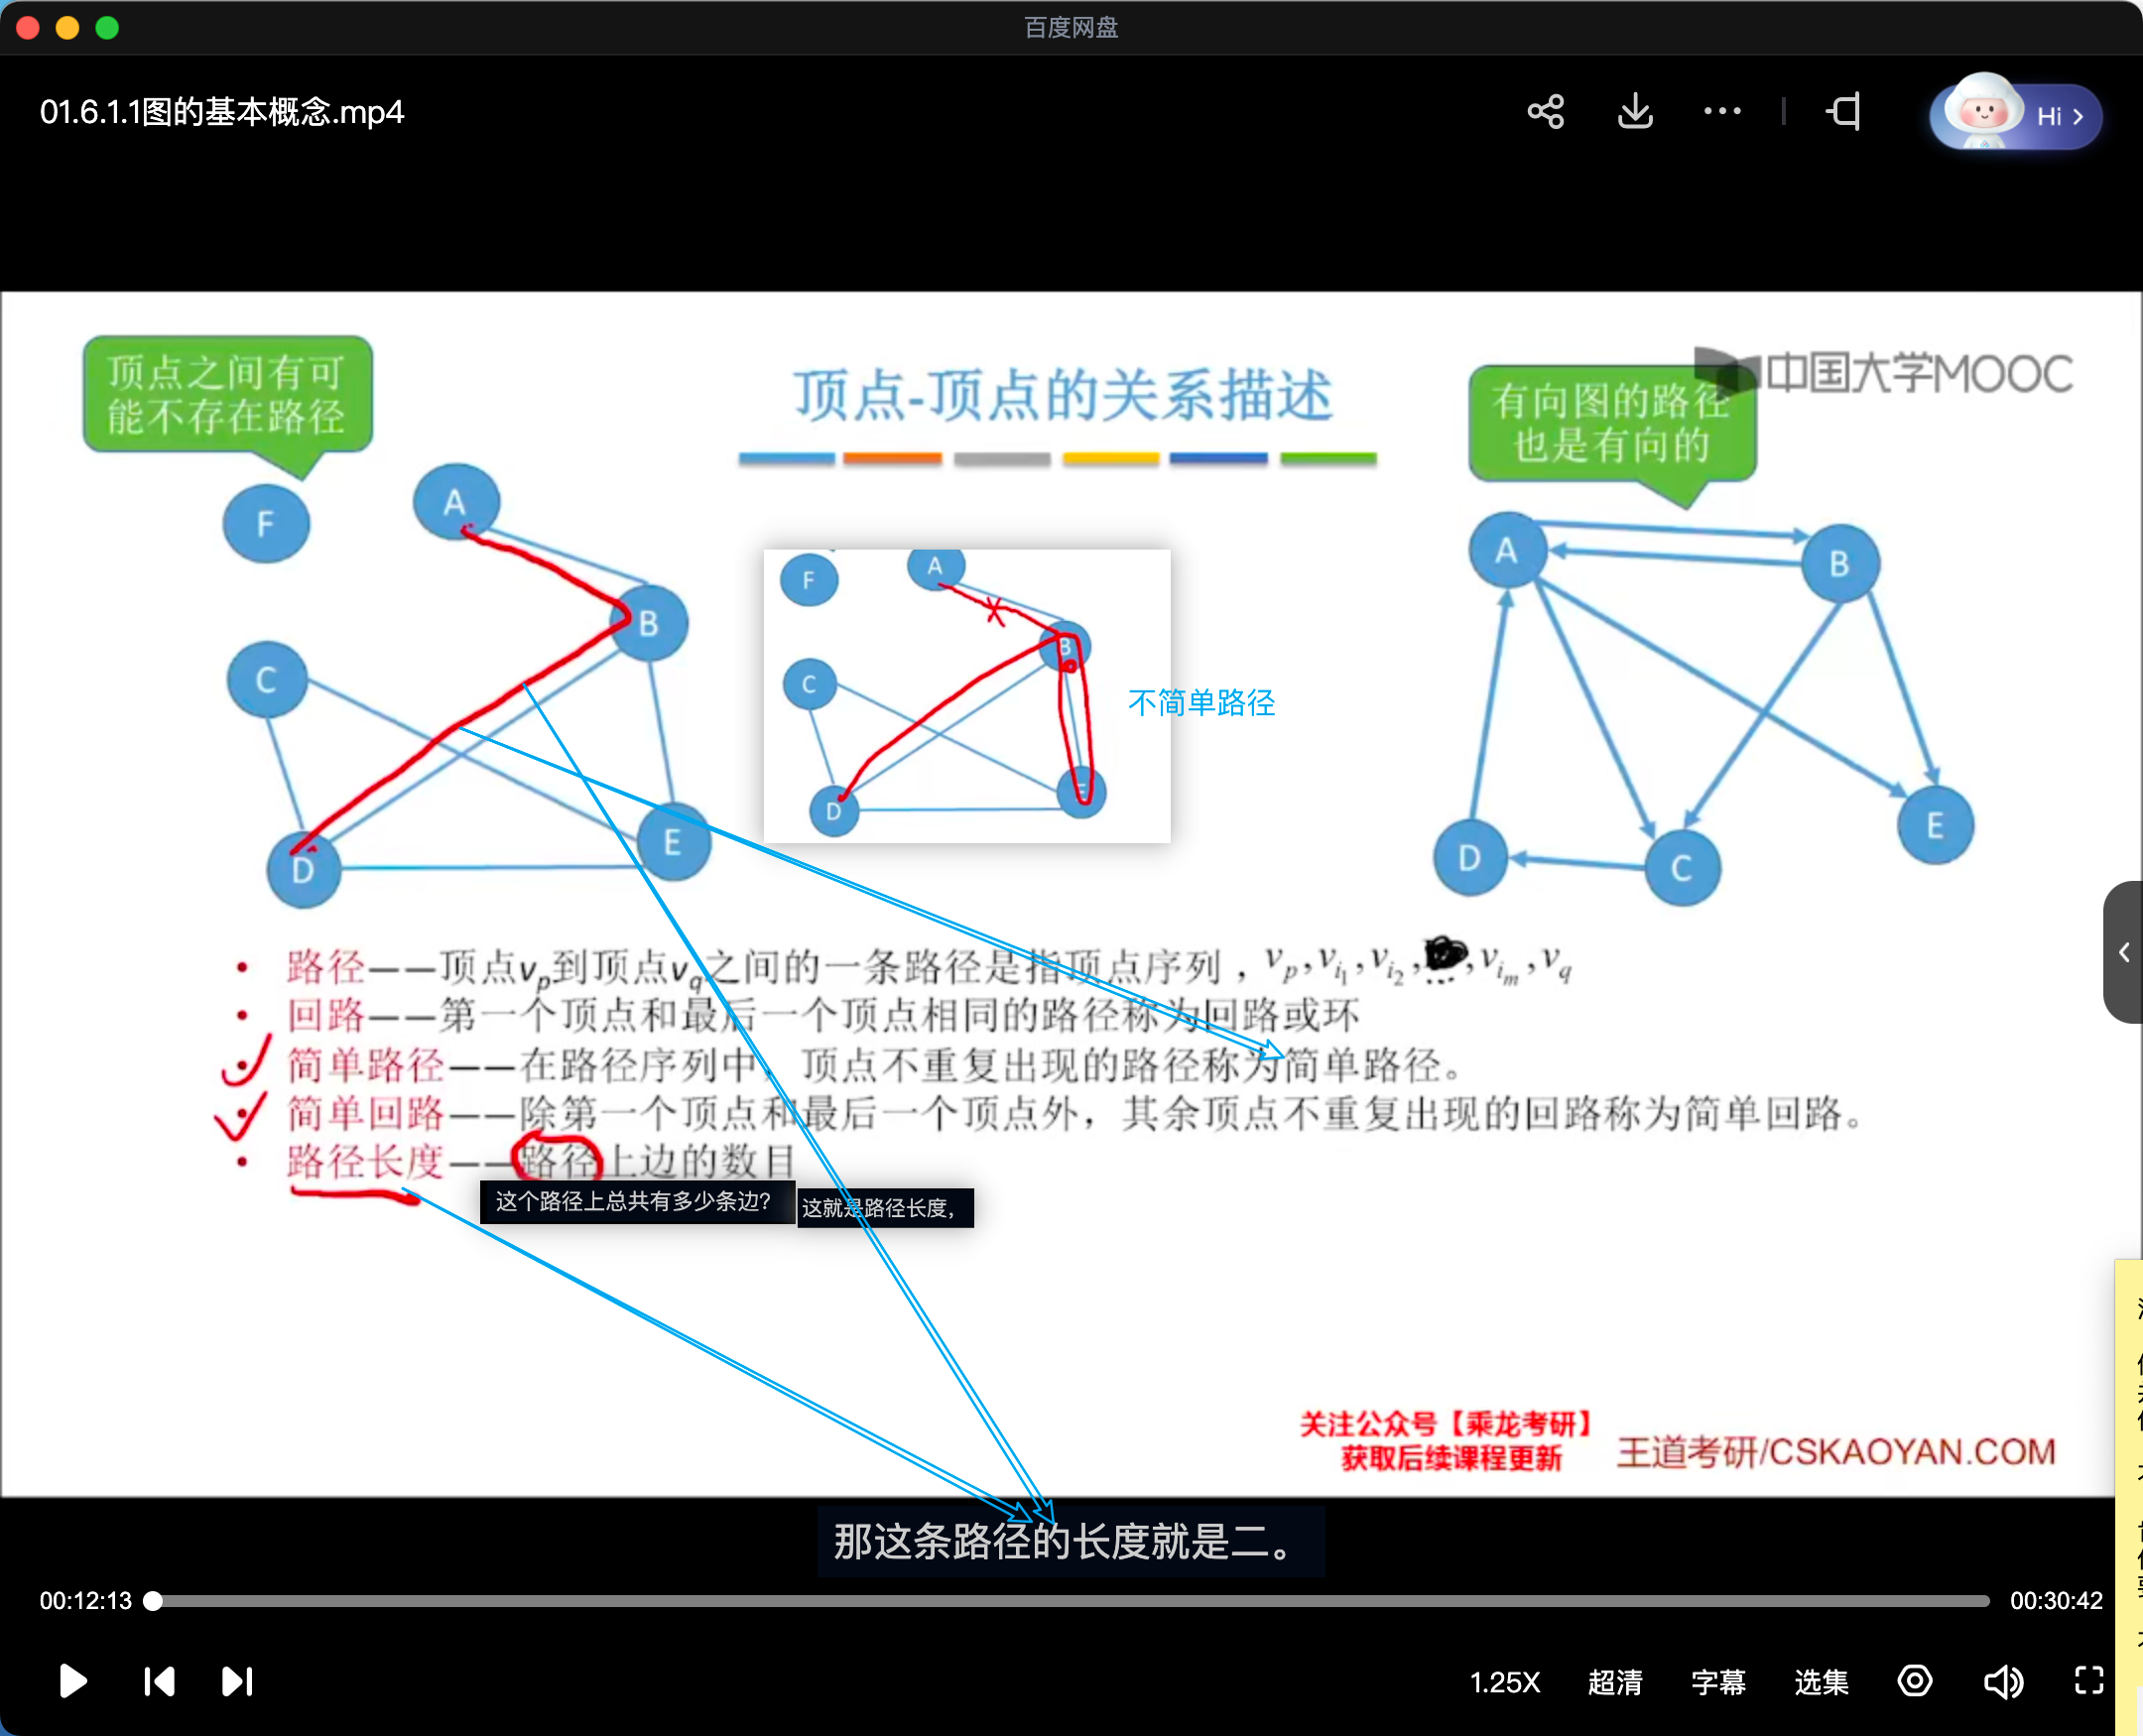 百度网盘
01.6.1.1图的基本概念.mp4
Hi
顶点之间有可
能不存在路径
顶点-顶点的关系描述
中国大学MOOC
有向图的路径
也是有向的
F
A
B
C
D
E
F
A
B
C
D
不简单路径
A
B
D
C
E
• 路径——顶点vp到顶点vq之间的一条路径是指顶点序列，vp,vi1,vi2,
,vim,vq
• 回路——第一个顶点和最后一个顶点相同的路径称为回路或环
• 简单路径——在路径序列中，顶点不重复出现的路径称为简单路径。
• 简单回路——除第一个顶点和最后一个顶点外，其余顶点不重复出现的回路称为简单回路。
• 路径长度——路径上边的数目
这个路径上总共有多少条边？
这就是路径长度，
关注公众号【乘龙考研】
获取后续课程更新
王道考研/CSKAOYAN.COM
那这条路径的长度就是二。
00:12:13
00:30:42
1.25X
超清
字幕
选集